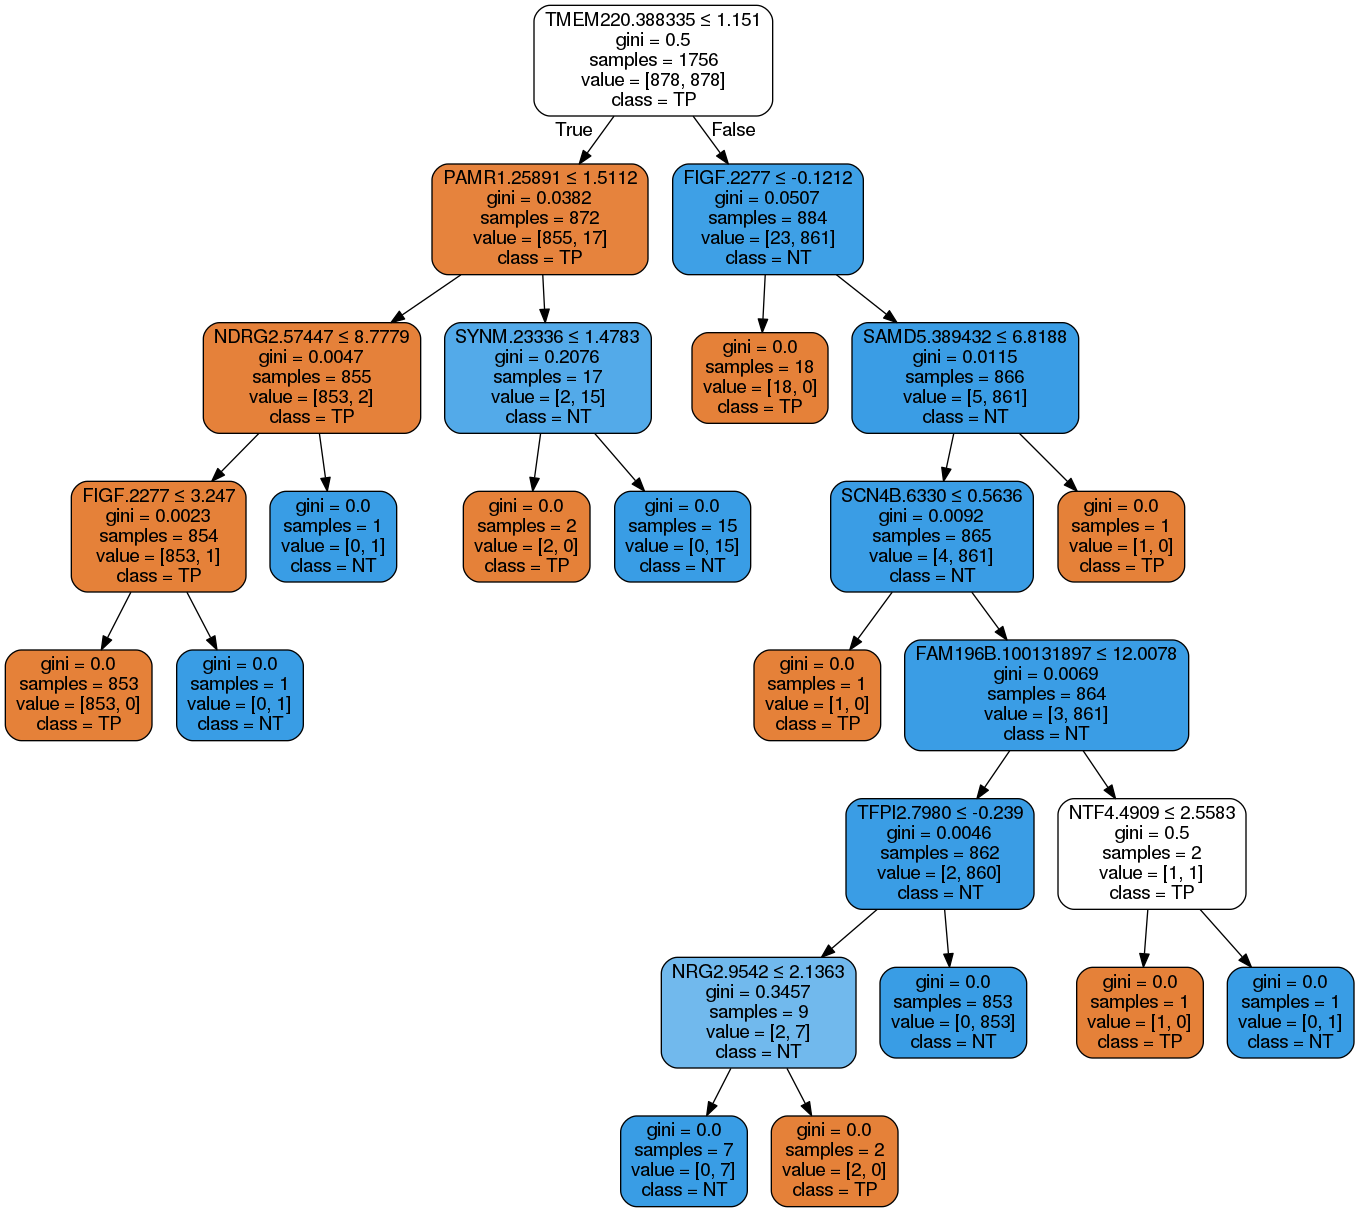 TMEM220.388335 ≤ 1.151
gini = 0.5
samples = 1756
value = [878, 878]
class = TP
True
False
PAMR1.25891 ≤ 1.5112
gini = 0.0382
samples = 872
value = [855, 17]
class = TP
FIGF.2277 ≤ -0.1212
gini = 0.0507
samples = 884
value = [23, 861]
class = NT
NDRG2.57447 ≤ 8.7779
gini = 0.0047
samples = 855
value = [853, 2]
class = TP
SYNM.23336 ≤ 1.4783
gini = 0.2076
samples = 17
value = [2, 15]
class = NT
gini = 0.0
samples = 18
value = [18, 0]
class = TP
SAMD5.389432 ≤ 6.8188
gini = 0.0115
samples = 866
value = [5, 861]
class = NT
FIGF.2277 ≤ 3.247
gini = 0.0023
samples = 854
value = [853, 1]
class = TP
gini = 0.0
samples = 1
value = [0, 1]
class = NT
gini = 0.0
samples = 2
value = [2, 0]
class = TP
gini = 0.0
samples = 15
value = [0, 15]
class = NT
SCN4B.6330 ≤ 0.5636
gini = 0.0092
samples = 865
value = [4, 861]
class = NT
gini = 0.0
samples = 1
value = [1, 0]
class = TP
gini = 0.0
samples = 853
value = [853, 0]
class = TP
gini = 0.0
samples = 1
value = [0, 1]
class = NT
gini = 0.0
samples = 1
value = [1, 0]
class = TP
FAM196B.100131897 ≤ 12.0078
gini = 0.0069
samples = 864
value = [3, 861]
class = NT
TFPI2.7980 ≤ -0.239
gini = 0.0046
samples = 862
value = [2, 860]
class = NT
NTF4.4909 ≤ 2.5583
gini = 0.5
samples = 2
value = [1, 1]
class = TP
NRG2.9542 ≤ 2.1363
gini = 0.3457
samples = 9
value = [2, 7]
class = NT
gini = 0.0
samples = 853
value = [0, 853]
class = NT
gini = 0.0
samples = 1
value = [1, 0]
class = TP
gini = 0.0
samples = 1
value = [0, 1]
class = NT
gini = 0.0
samples = 7
value = [0, 7]
class = NT
gini = 0.0
samples = 2
value = [2, 0]
class = TP